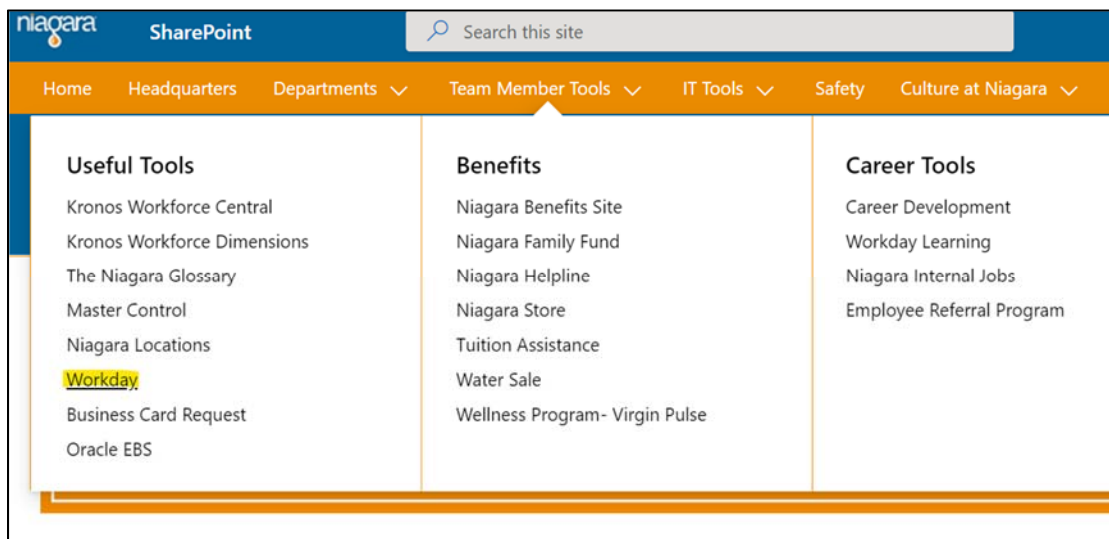 niagara
SharePoint
Search this site
Home Headquarters Departments Team Member Tools IT Tools Safety Culture at Niagara
Useful Tools
Kronos Workforce Central
Kronos Workforce Dimensions
The Niagara Glossary
Master Control
Niagara Locations
Workday
Business Card Request
Oracle EBS
Benefits
Niagara Benefits Site
Niagara Family Fund
Niagara Helpline
Niagara Store
Tuition Assistance
Water Sale
Wellness Program- Virgin Pulse
Career Tools
Career Development
Workday Learning
Niagara Internal Jobs
Employee Referral Program